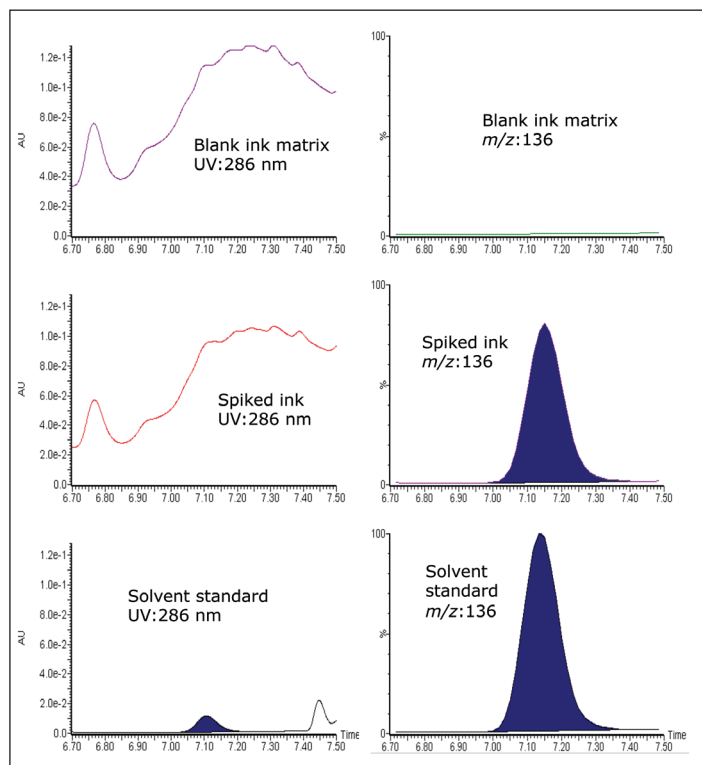 1.2e-1
1.0e-1
8.0e-2
AU
6.0e-2
4.0e-2
2.0e-2
0.0
6.70 6.80 6.90 7.00 7.10 7.20 7.30 7.40 7.50
Blank ink matrix
UV:286 nm
100
%
0
6.70 6.80 6.90 7.00 7.10 7.20 7.30 7.40 7.50
Blank ink matrix
m/z:136
1.2e-1
1.0e-1
8.0e-2
AU
6.0e-2
4.0e-2
2.0e-2
0.0
6.70 6.80 6.90 7.00 7.10 7.20 7.30 7.40 7.50
Spiked ink
UV:286 nm
100
%
0
6.70 6.80 6.90 7.00 7.10 7.20 7.30 7.40 7.50
Spiked ink
m/z:136
1.2e-1
1.0e-1
8.0e-2
AU
6.0e-2
4.0e-2
2.0e-2
0.0
6.70 6.80 6.90 7.00 7.10 7.20 7.30 7.40 7.50
Time
Solvent standard
UV:286 nm
100
%
0
6.70 6.80 6.90 7.00 7.10 7.20 7.30 7.40 7.50
Time
Solvent
standard
m/z:136